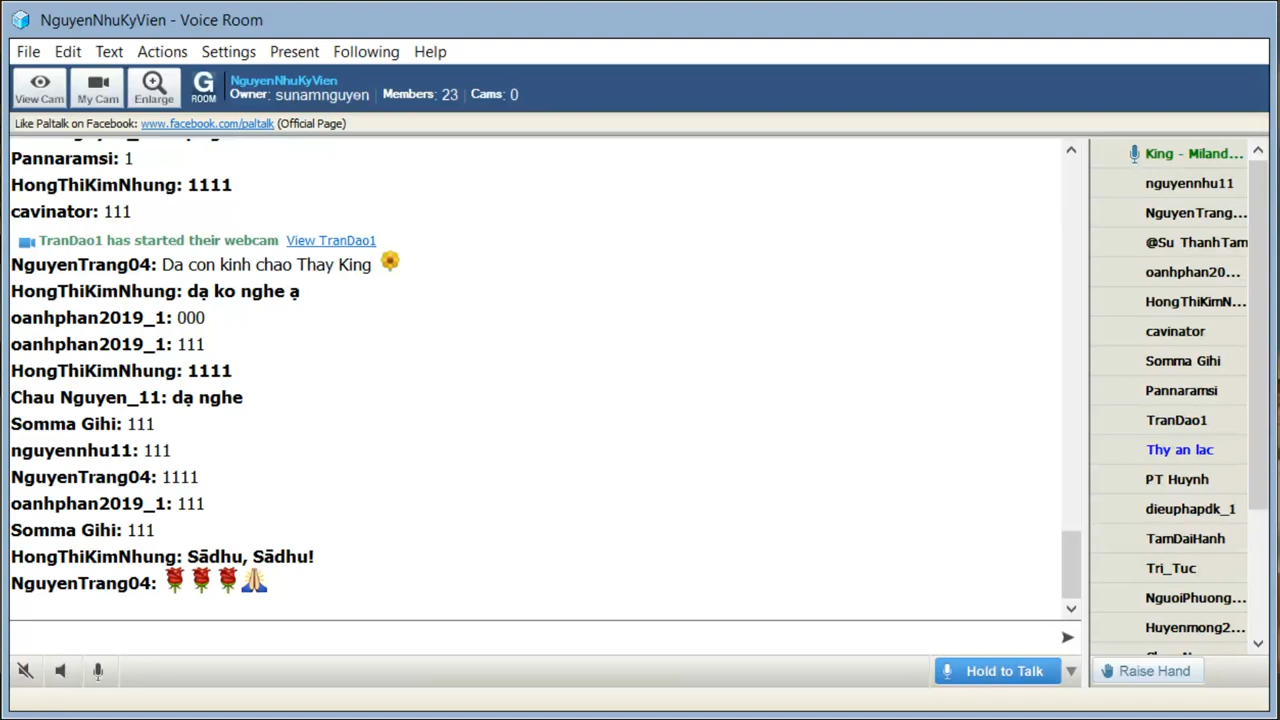 NguyenNhuKyVien - Voice Room
File Edit Text Actions Settings Present Following Help
View Cam
My Cam
Enlarge
G
ROOM
NguyenNhuKyVien
Owner: sunamnguyen Members: 23 Cams: 0
Like Paltalk on Facebook: www.facebook.com/paltalk (Official Page)
Pannaramsi: 1
HongThiKimNhung: 1111
cavinator: 111
TranDao1 has started their webcam View TranDao1
NguyenTrang04: Da con kinh chao Thay King
HongThiKimNhung: dạ ko nghe ạ
oanhphan2019_1: 000
oanhphan2019_1: 111
HongThiKimNhung: 1111
Chau Nguyen_11: dạ nghe
Somma Gihi: 111
nguyennhu11: 111
NguyenTrang04: 1111
oanhphan2019_1: 111
Somma Gihi: 111
HongThiKimNhung: Sādhu, Sādhu!
NguyenTrang04:
King - Miland...
nguyennhu11
NguyenTrang...
@Su ThanhTam
oanhphan20...
HongThiKimN...
cavinator
Somma Gihi
Pannaramsi
TranDao1
Thy an lac
PT Huynh
dieuphapdk_1
TamDaiHanh
Tri_Tuc
NguoiPhuong...
Huyenmong2...
Hold to Talk
Raise Hand